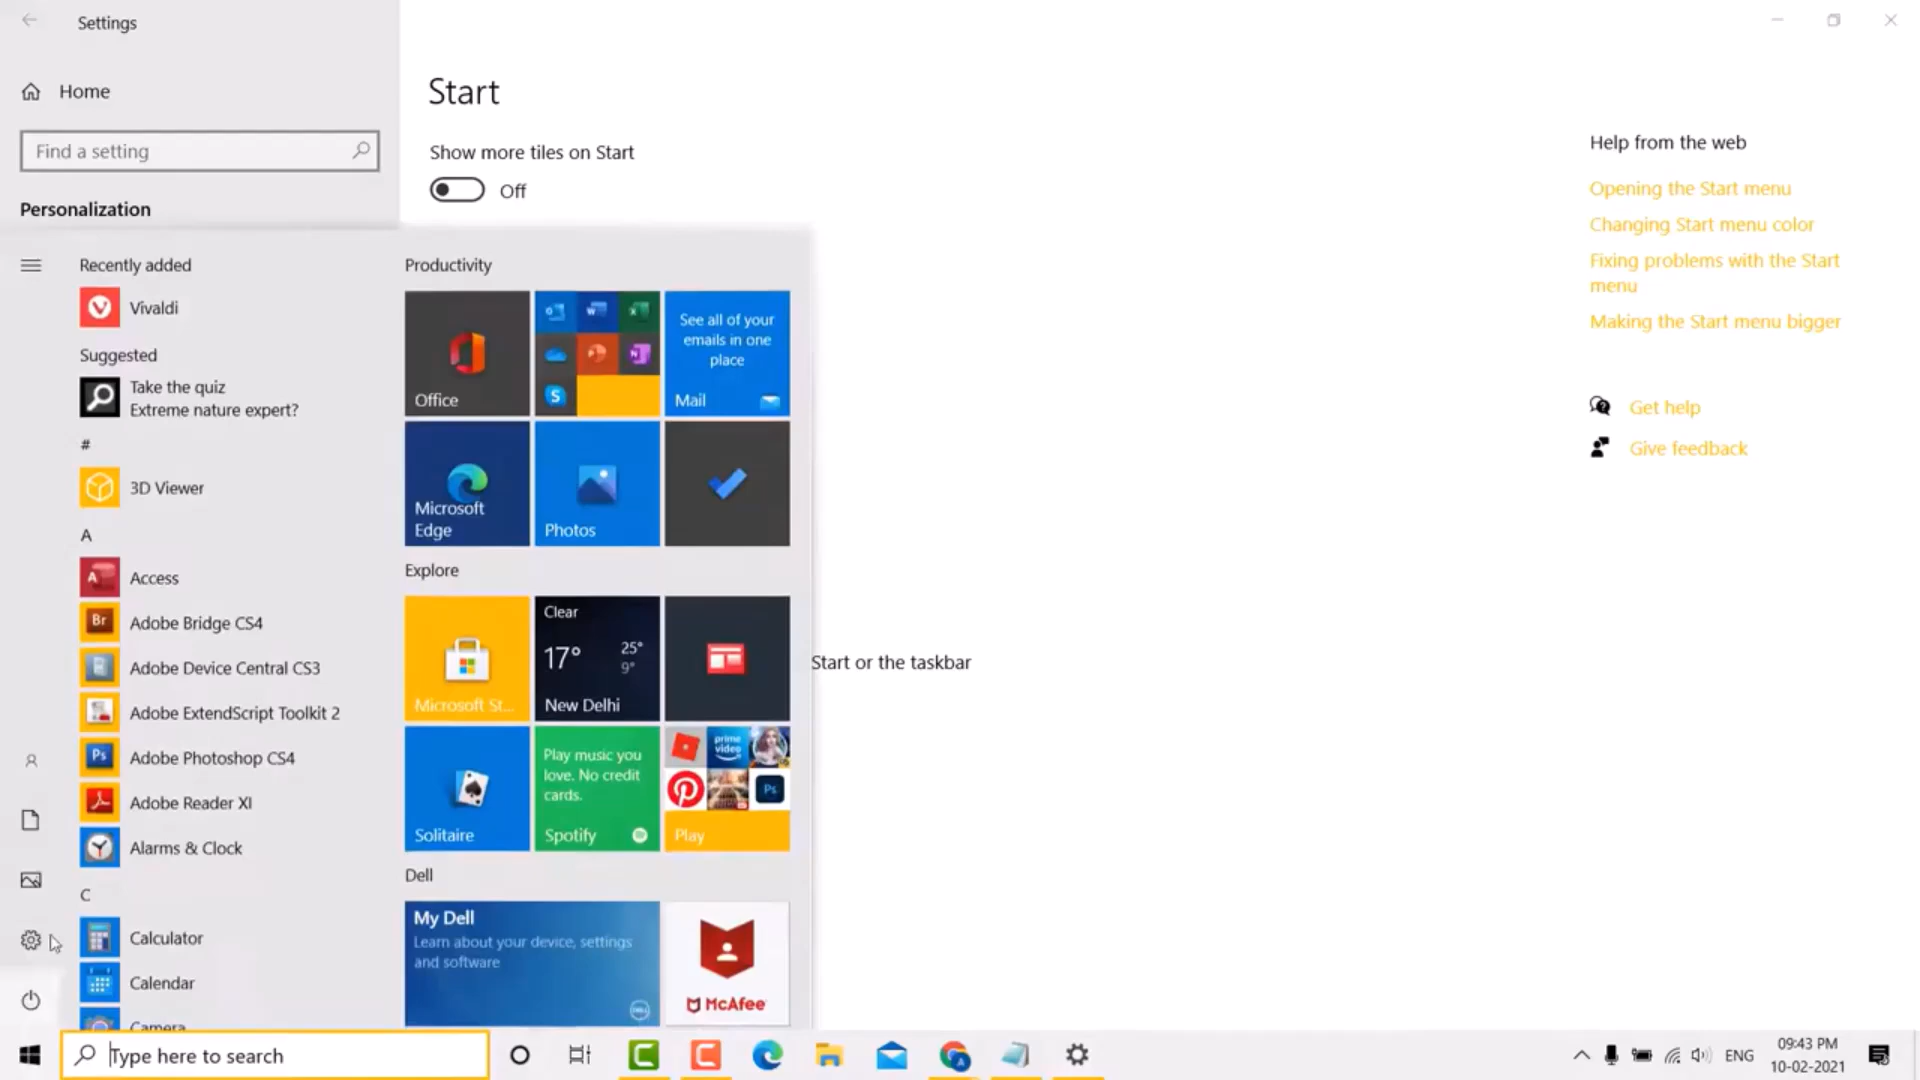 Settings
Home
Find a setting
Personalization
Start
Show more tiles on Start
Off
Help from the web
Opening the Start menu
Changing Start menu color
Fixing problems with the Start
menu
Making the Start menu bigger
Get help
Give feedback
Start or the taskbar
Recently added
Vivaldi
Suggested
Take the quiz
Extreme nature expert?
#
3D Viewer
A
Access
Adobe Bridge CS4
Adobe Device Central CS3
Adobe ExtendScript Toolkit 2
Adobe Photoshop CS4
Adobe Reader XI
Alarms & Clock
C
Calculator
Calendar
Camera
Productivity
Office
See all of your
emails in one
place
Mail
Microsoft
Edge
Photos
Explore
Microsoft St...
Clear
17° 25°
9°
New Delhi
Solitaire
Play music you
love. No credit
cards.
Spotify
prime
video
Ps
Play
Dell
My Dell
Learn about your device, settings
and software
McAfee
Type here to search
ENG
09:43 PM
10-02-2021